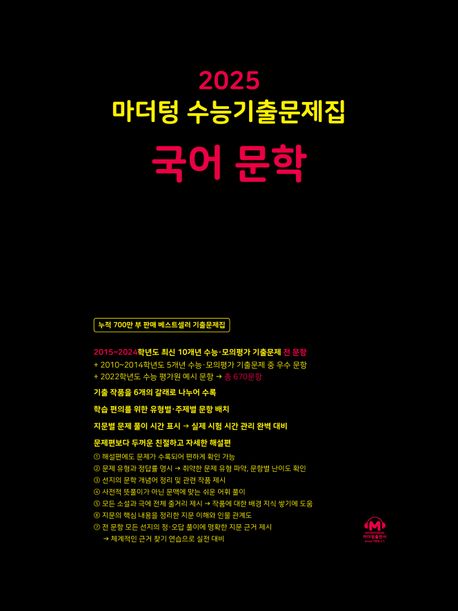 2025
마더텅 수능기출문제집
국어 문학
누적 700만 부 판매 베스트셀러 기출문제집
2015~2024학년도 최신 10개년 수능·모의평가 기출문제 전 문항
+ 2010~2014학년도 5개년 수능·모의평가 기출문제 중 우수 문항
+ 2022학년도 수능 평가원 예시 문항 → 총 670문항
기출 작품을 6개의 갈래로 나누어 수록
학습 편의를 위한 유형별·주제별 문항 배치
지문별 문제 풀이 시간 표시 → 실제 시험 시간 관리 완벽 대비
문제편보다 두꺼운 친절하고 자세한 해설편
① 해설편에도 문제가 수록되어 편하게 확인 가능
② 문제 유형과 정답률 명시 → 취약한 문제 유형 파악, 문항별 난이도 확인
③ 선지의 문학 개념어 정리 및 관련 작품 제시
④ 사전적 뜻풀이가 아닌 문맥에 맞는 쉬운 어휘 풀이
⑤ 모든 소설과 극에 전체 줄거리 제시 → 작품에 대한 배경 지식 쌓기에 도움
⑥ 지문의 핵심 내용을 정리한 지문 이해와 인물 관계도
⑦ 전 문항 모든 선지의 정·오답 풀이에 명확한 지문 근거 제시
→ 체계적인 근거 찾기 연습으로 실전 대비